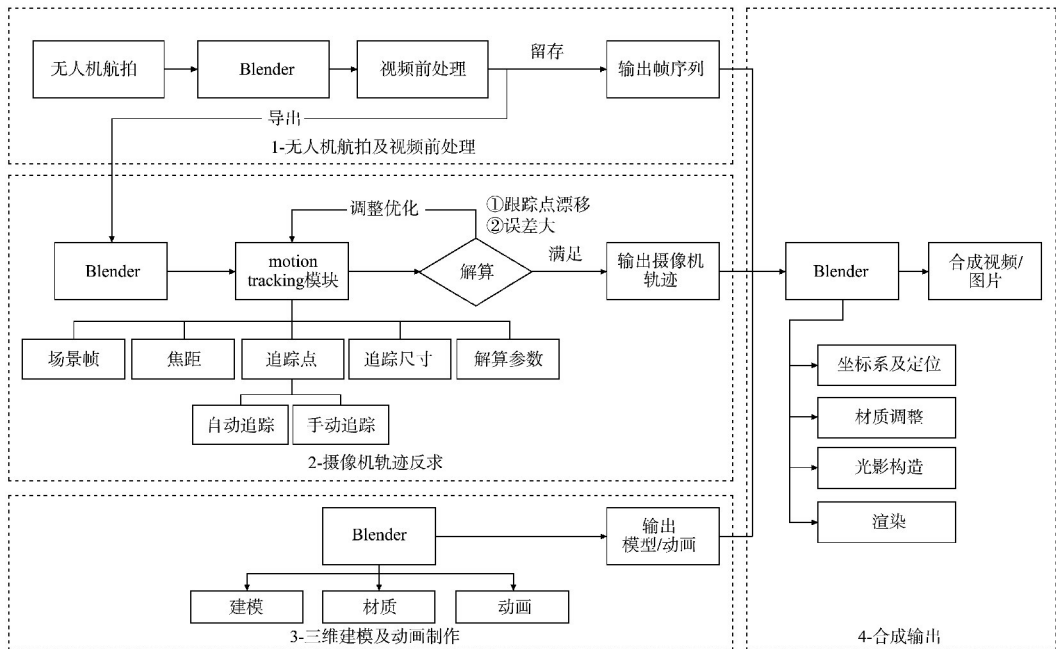 无人机航拍
Blender
视频前处理
留存
输出帧序列
导出
1-无人机航拍及视频前处理
调整优化
①跟踪点漂移
②误差大
Blender
motion
tracking模块
解算
满足
输出摄像机
轨迹
场景帧
焦距
追踪点
追踪尺寸
解算参数
自动追踪
手动追踪
2-摄像机轨迹反求
Blender
输出
模型/动画
建模
材质
动画
3-三维建模及动画制作
Blender
合成视频/
图片
坐标系及定位
材质调整
光影构造
渲染
4-合成输出